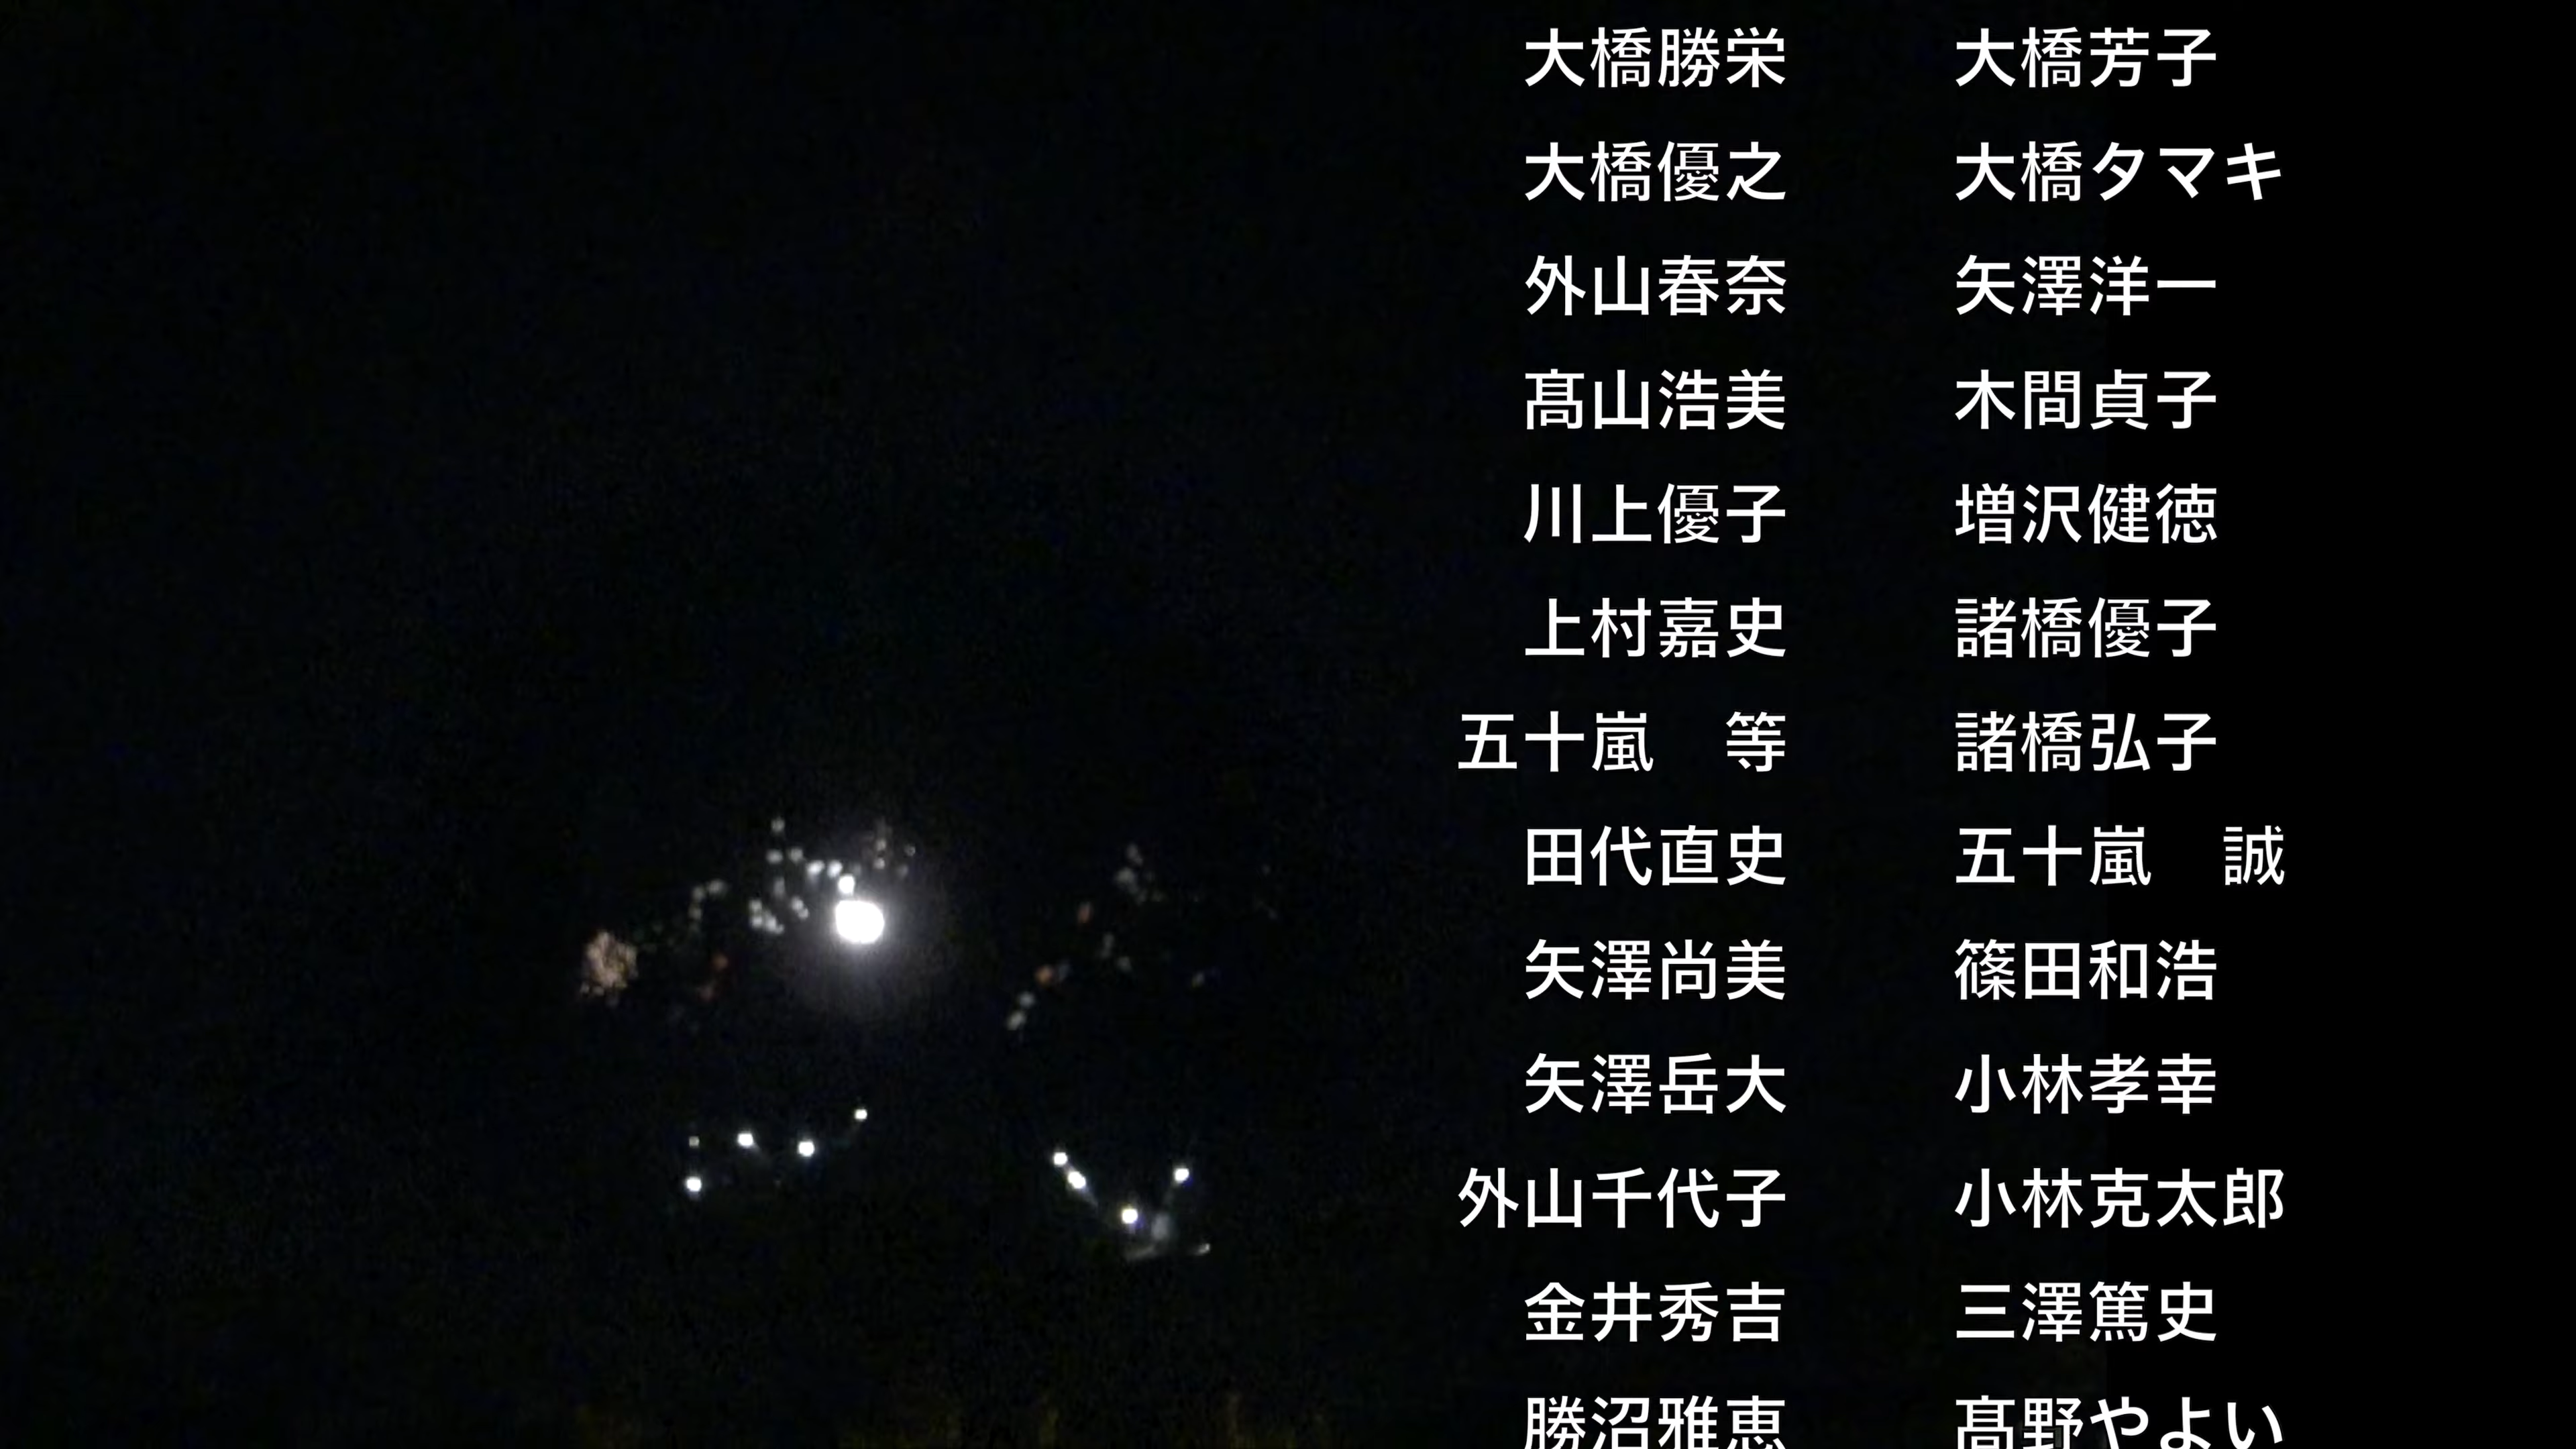 大橋勝栄　大橋芳子
大橋優之　大橋タマキ
外山春奈　矢澤洋一
髙山浩美　木間貞子
川上優子　増沢健徳
上村嘉史　諸橋優子
五十嵐　等　諸橋弘子
田代直史　五十嵐　誠
矢澤尚美　篠田和浩
矢澤岳大　小林孝幸
外山千代子　小林克太郎
金井秀吉　三澤篤史
勝沼雅恵　髙野やよい